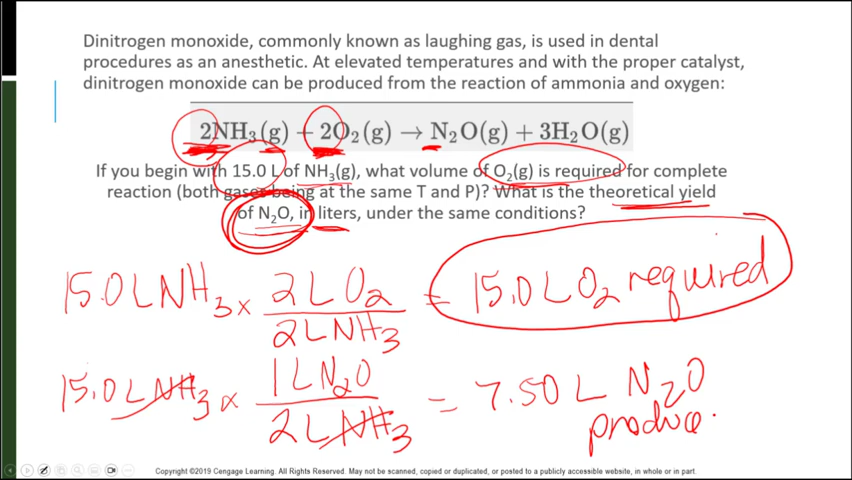 Dinitrogen monoxide, commonly known as laughing gas, is used in dental
procedures as an anesthetic. At elevated temperatures and with the proper catalyst,
dinitrogen monoxide can be produced from the reaction of ammonia and oxygen:
2NH₃(g) + 2O₂(g) → N₂O(g) + 3H₂O(g)
If you begin with 15.0 L of NH₃(g), what volume of O₂(g) is required for complete
reaction (both gases being at the same T and P)? What is the theoretical yield
of N₂O, in liters, under the same conditions?
15.0 L NH₃ × 2 L O₂ / 2 L NH₃ = 15.0 L O₂ required
15.0 L NH₃ × 1 L N₂O / 2 L NH₃ = 7.50 L N₂O
produce.
Copyright ©2019 Cengage Learning. All Rights Reserved. May not be scanned, copied or duplicated, or posted to a publicly accessible website, in whole or in part.